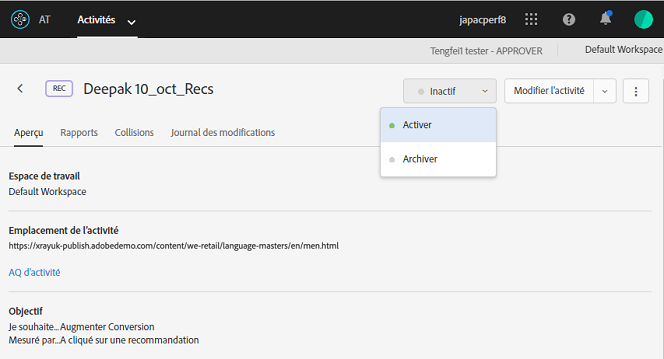 AT Activités japacperf8
Tengfei1 tester - APPROVER Default Workspace
REC Deepak 10_oct_Recs Inactif Modifier l'activité
Activer
Archiver
Aperçu Rapports Collisions Journal des modifications
Espace de travail
Default Workspace
Emplacement de l'activité
https://xrayuk-publish.adobedemo.com/content/we-retail/language-masters/en/men.html
AQ d'activité
Objectif
Je souhaite...Augmenter Conversion
Mesuré par...A cliqué sur une recommandation